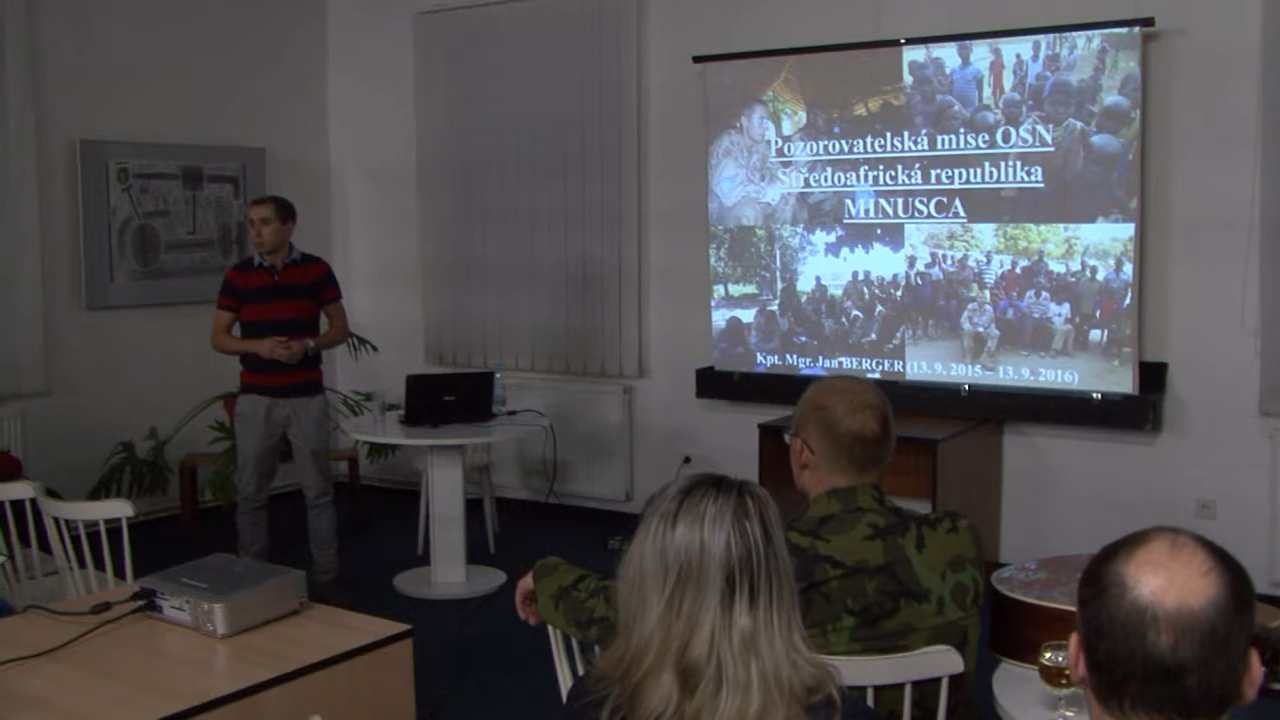 Pozorovatelská mise OSN
Středoafrická republika
MINUSCA
Kpt. Mgr. Jan BERGER (13. 9. 2015 – 13. 9. 2016)